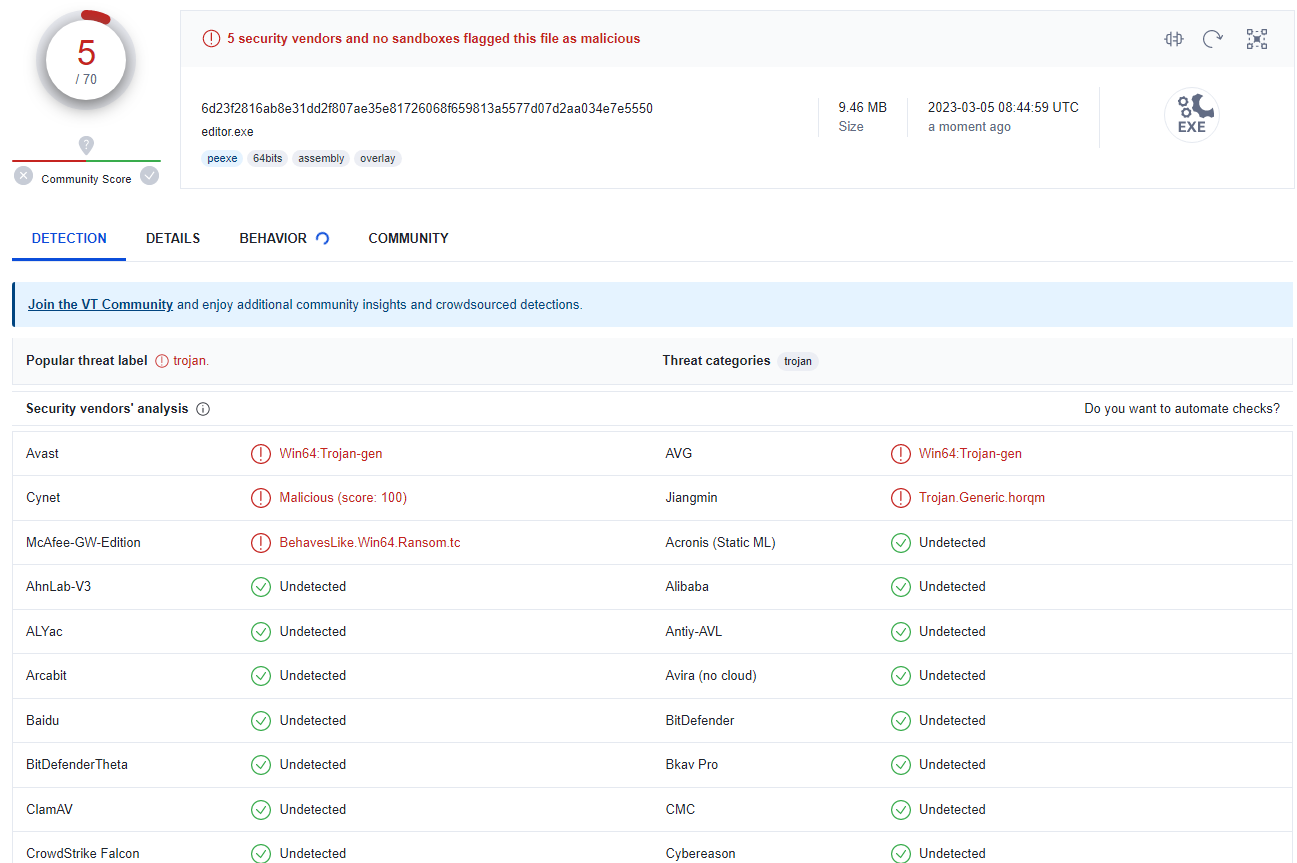 5
/ 70
Community Score
5 security vendors and no sandboxes flagged this file as malicious
6d23f2816ab8e31dd2f807ae35e81726068f659813a5577d07d2aa034e7e5550
editor.exe
peexe 64bits assembly overlay
9.46 MB
Size
2023-03-05 08:44:59 UTC
a moment ago
EXE
DETECTION DETAILS BEHAVIOR COMMUNITY
Join the VT Community and enjoy additional community insights and crowdsourced detections.
Popular threat label trojan. Threat categories trojan
Security vendors' analysis Do you want to automate checks?
Avast Win64:Trojan-gen AVG Win64:Trojan-gen
Cynet Malicious (score: 100) Jiangmin Trojan.Generic.horqm
McAfee-GW-Edition BehavesLike.Win64.Ransom.tc Acronis (Static ML) Undetected
AhnLab-V3 Undetected Alibaba Undetected
ALYac Undetected Antiy-AVL Undetected
Arcabit Undetected Avira (no cloud) Undetected
Baidu Undetected BitDefender Undetected
BitDefenderTheta Undetected Bkav Pro Undetected
ClamAV Undetected CMC Undetected
CrowdStrike Falcon Undetected Cybereason Undetected